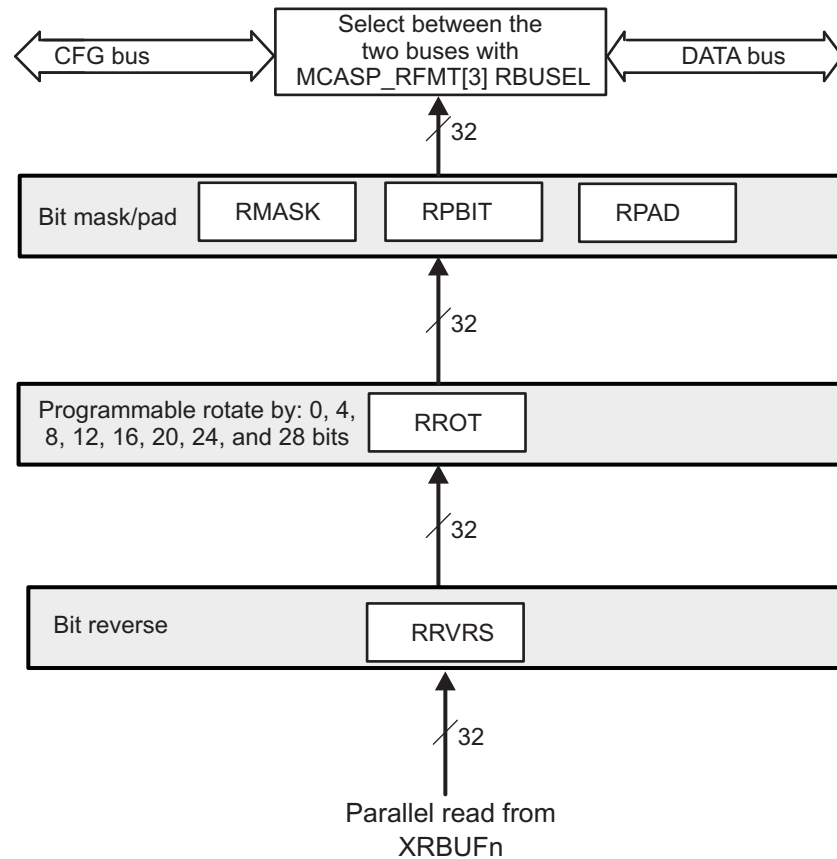 Select between the
two buses with
MCASP_RFMT[3] RBUSEL
CFG bus
DATA bus
32
Bit mask/pad
RMASK
RPBIT
RPAD
32
Programmable rotate by: 0, 4,
8, 12, 16, 20, 24, and 28 bits
RROT
32
Bit reverse
RRVRS
32
Parallel read from
XRBUFn